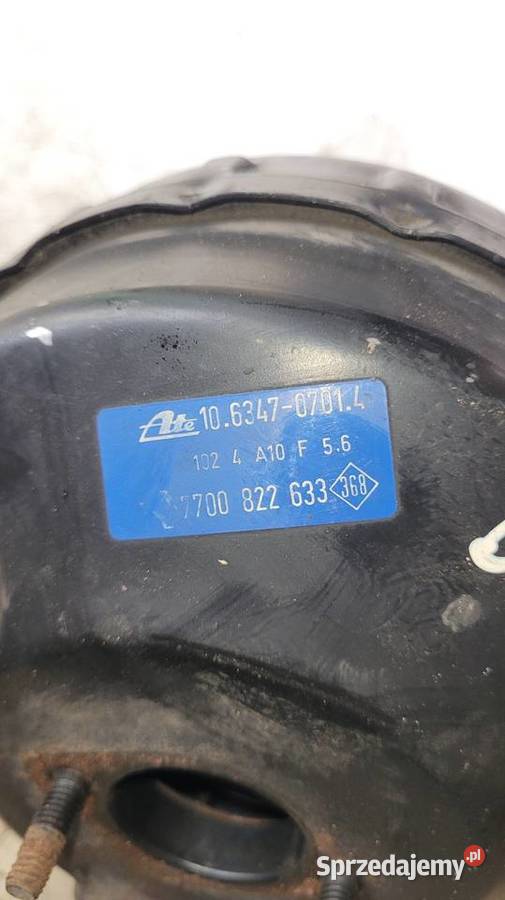 Ate 10.6347-0701.4
102 4 A10 F 5.6
7700 822 633 368
Sprzedajemy.pl